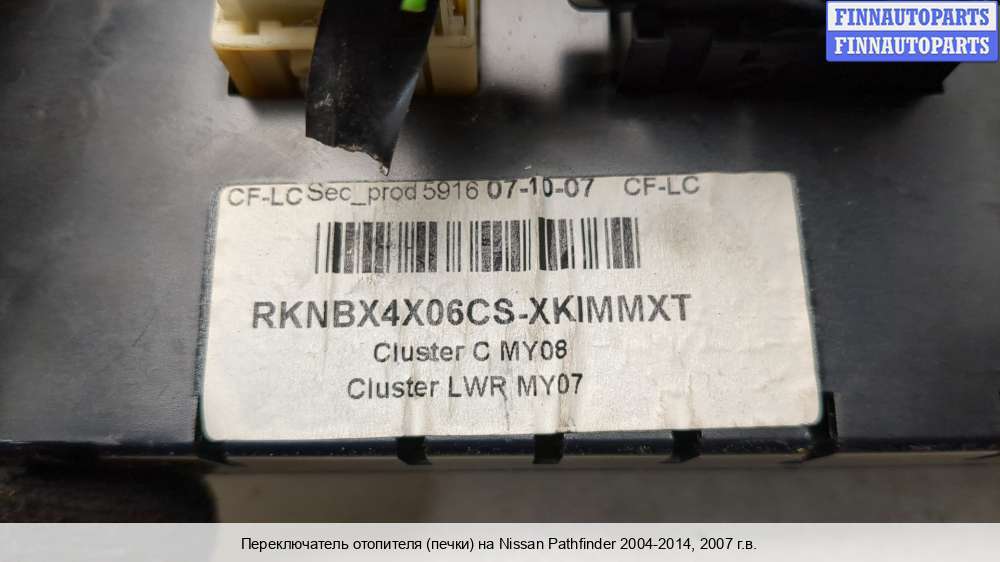 FINNAUTOPARTS
FINNAUTOPARTS
CF-LC Sec_prod 5916 07-10-07 CF-LC
RKNBX4X06CS-XKIMMXT
Cluster C MY08
Cluster LWR MY07
Переключатель отопителя (печки) на Nissan Pathfinder 2004-2014, 2007 г.в.